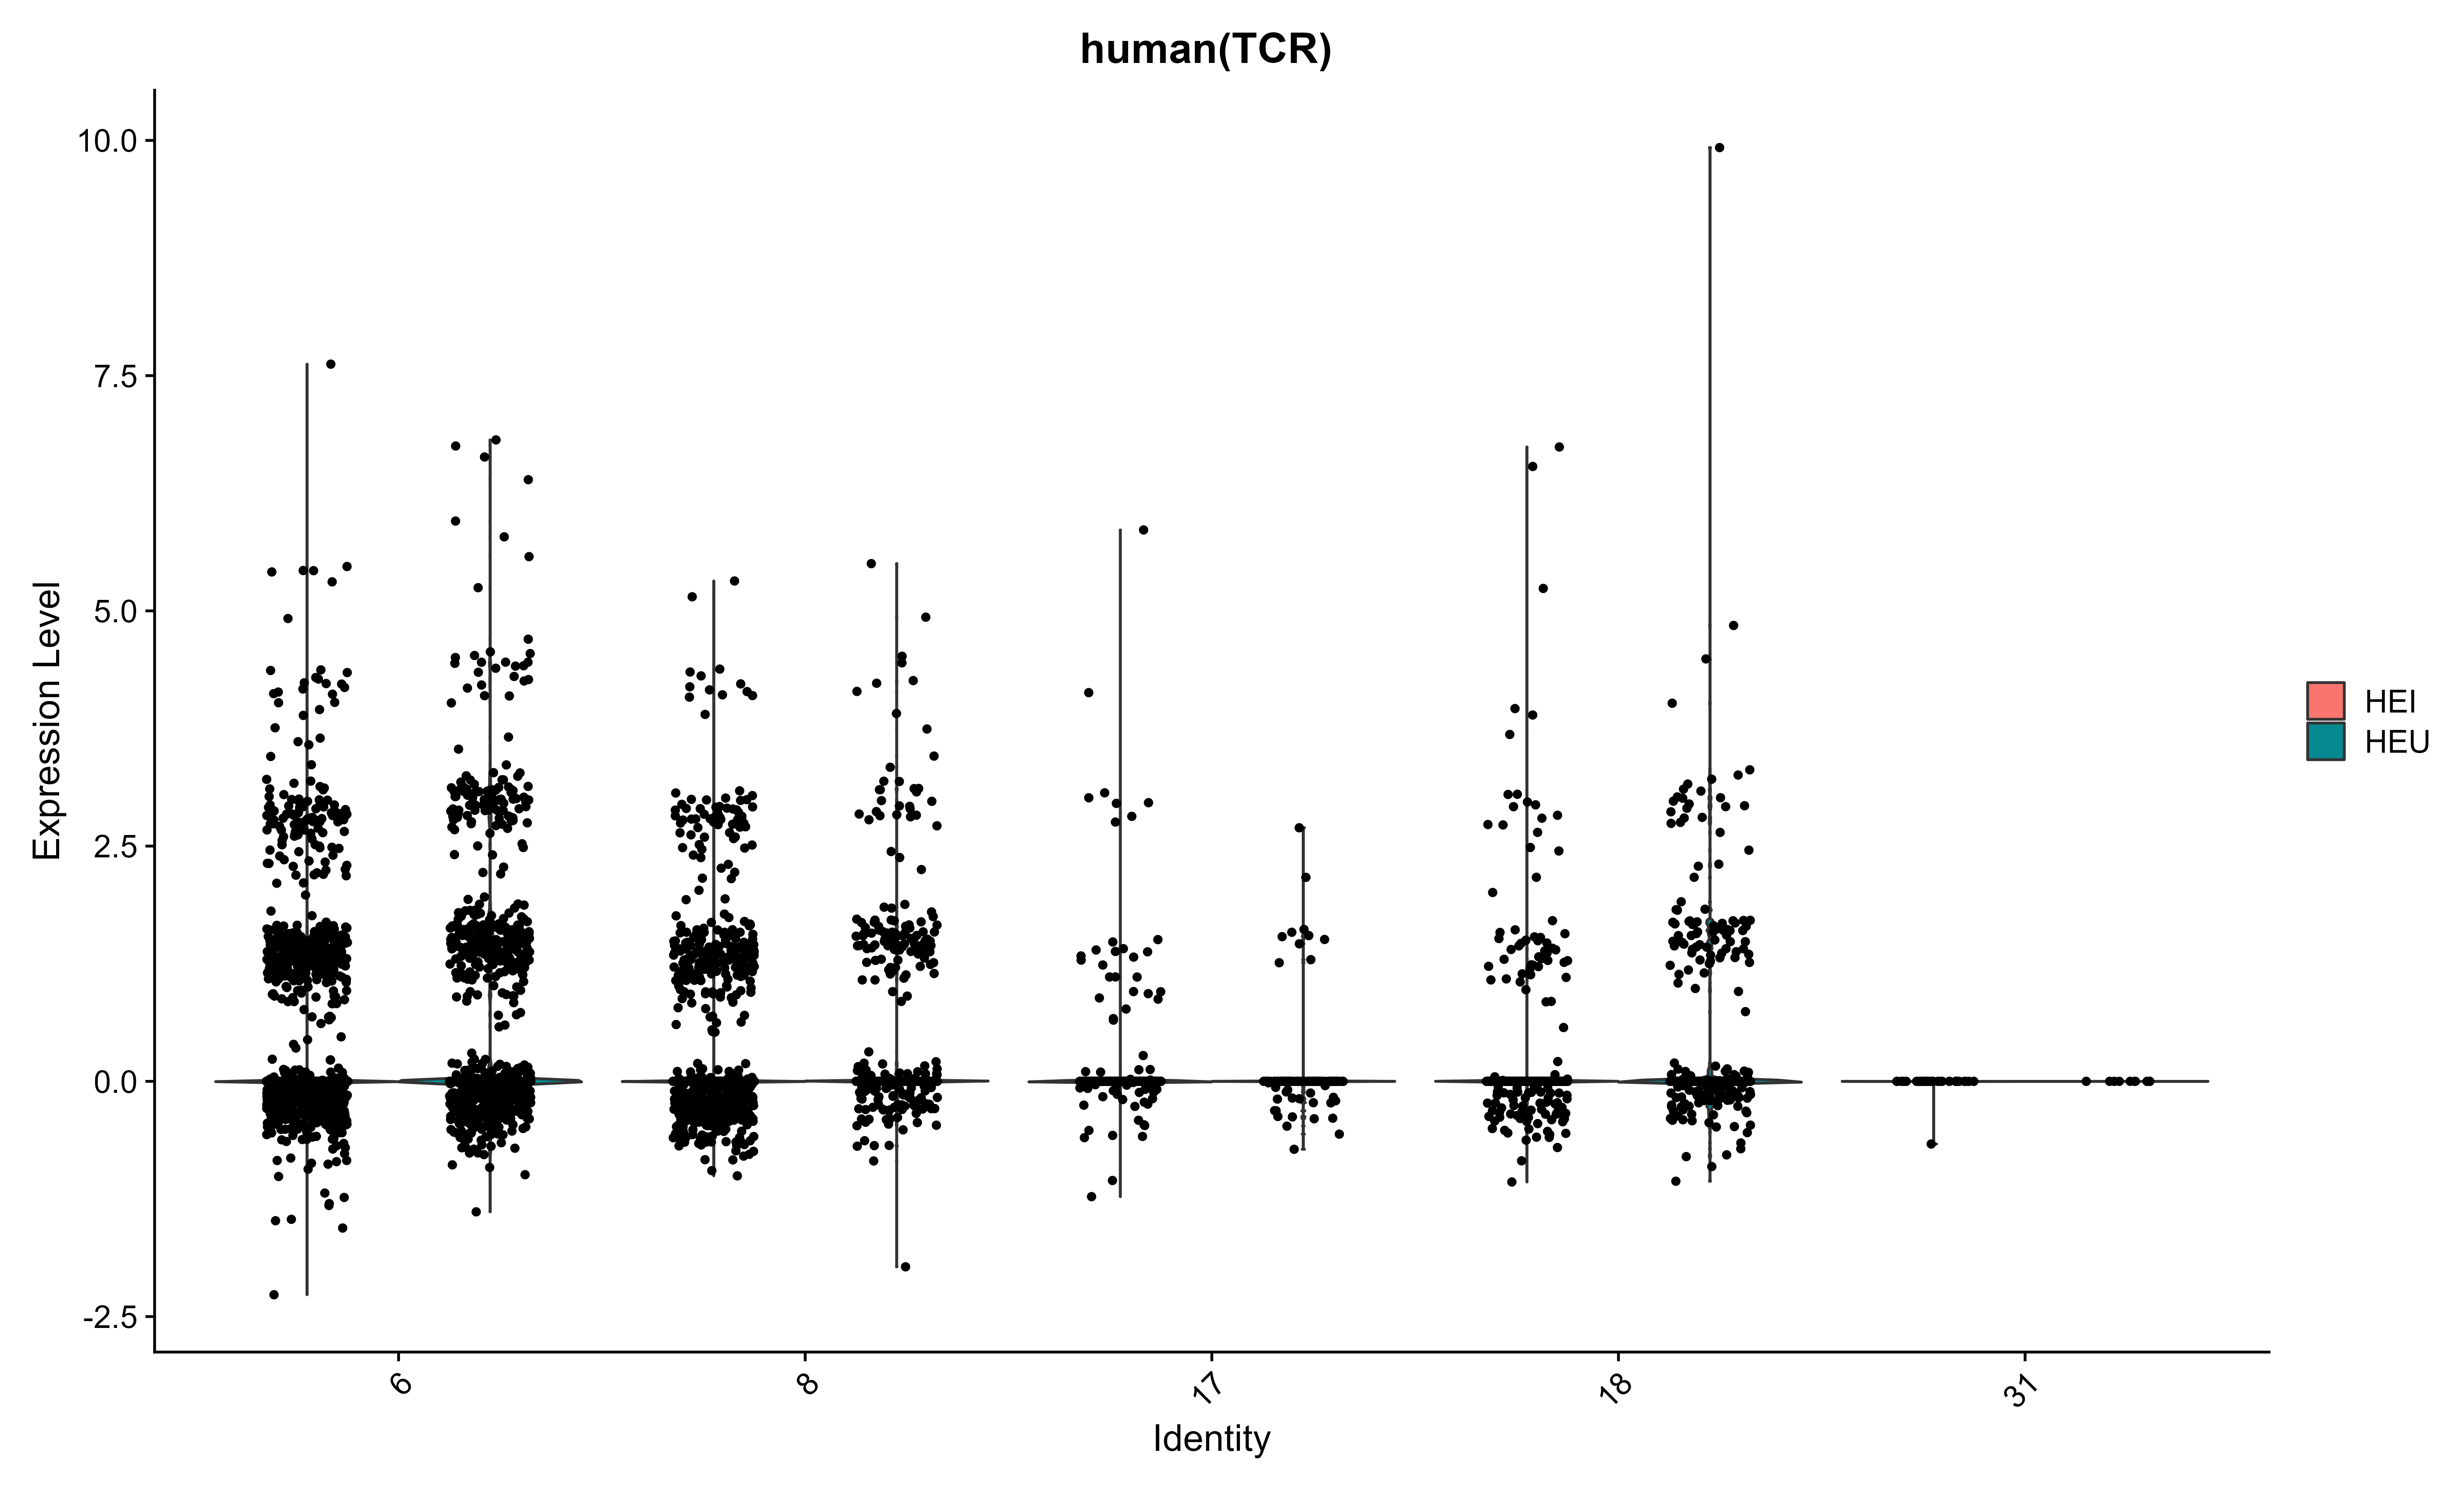 human(TCR)
Expression Level
10.0
7.5
5.0
2.5
0.0
-2.5
6
8
17
18
31
Identity
HEI
HEU